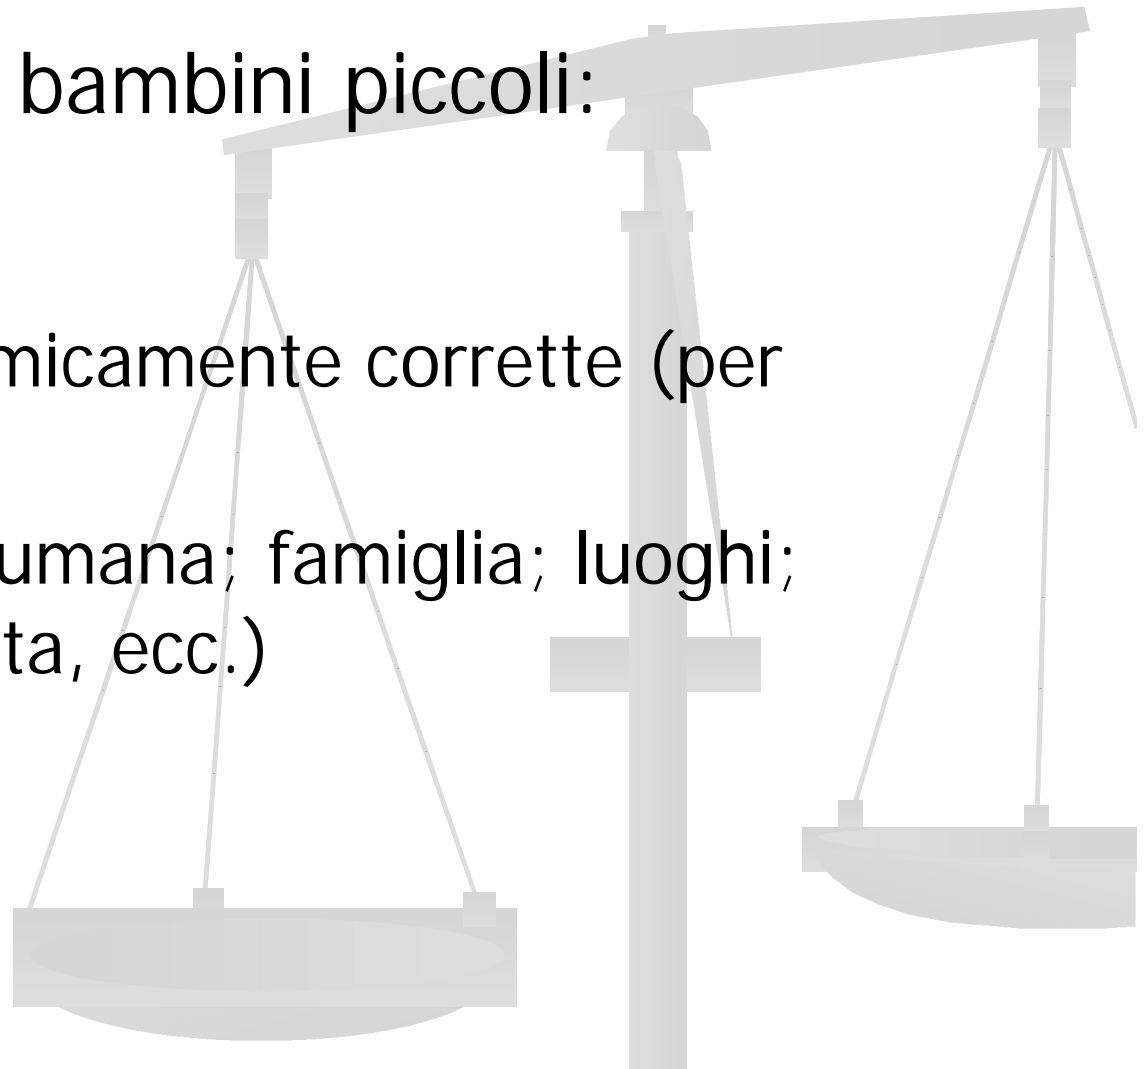 bambini piccoli:
micamente corrette (per
umana; famiglia; luoghi;
ta, ecc.)